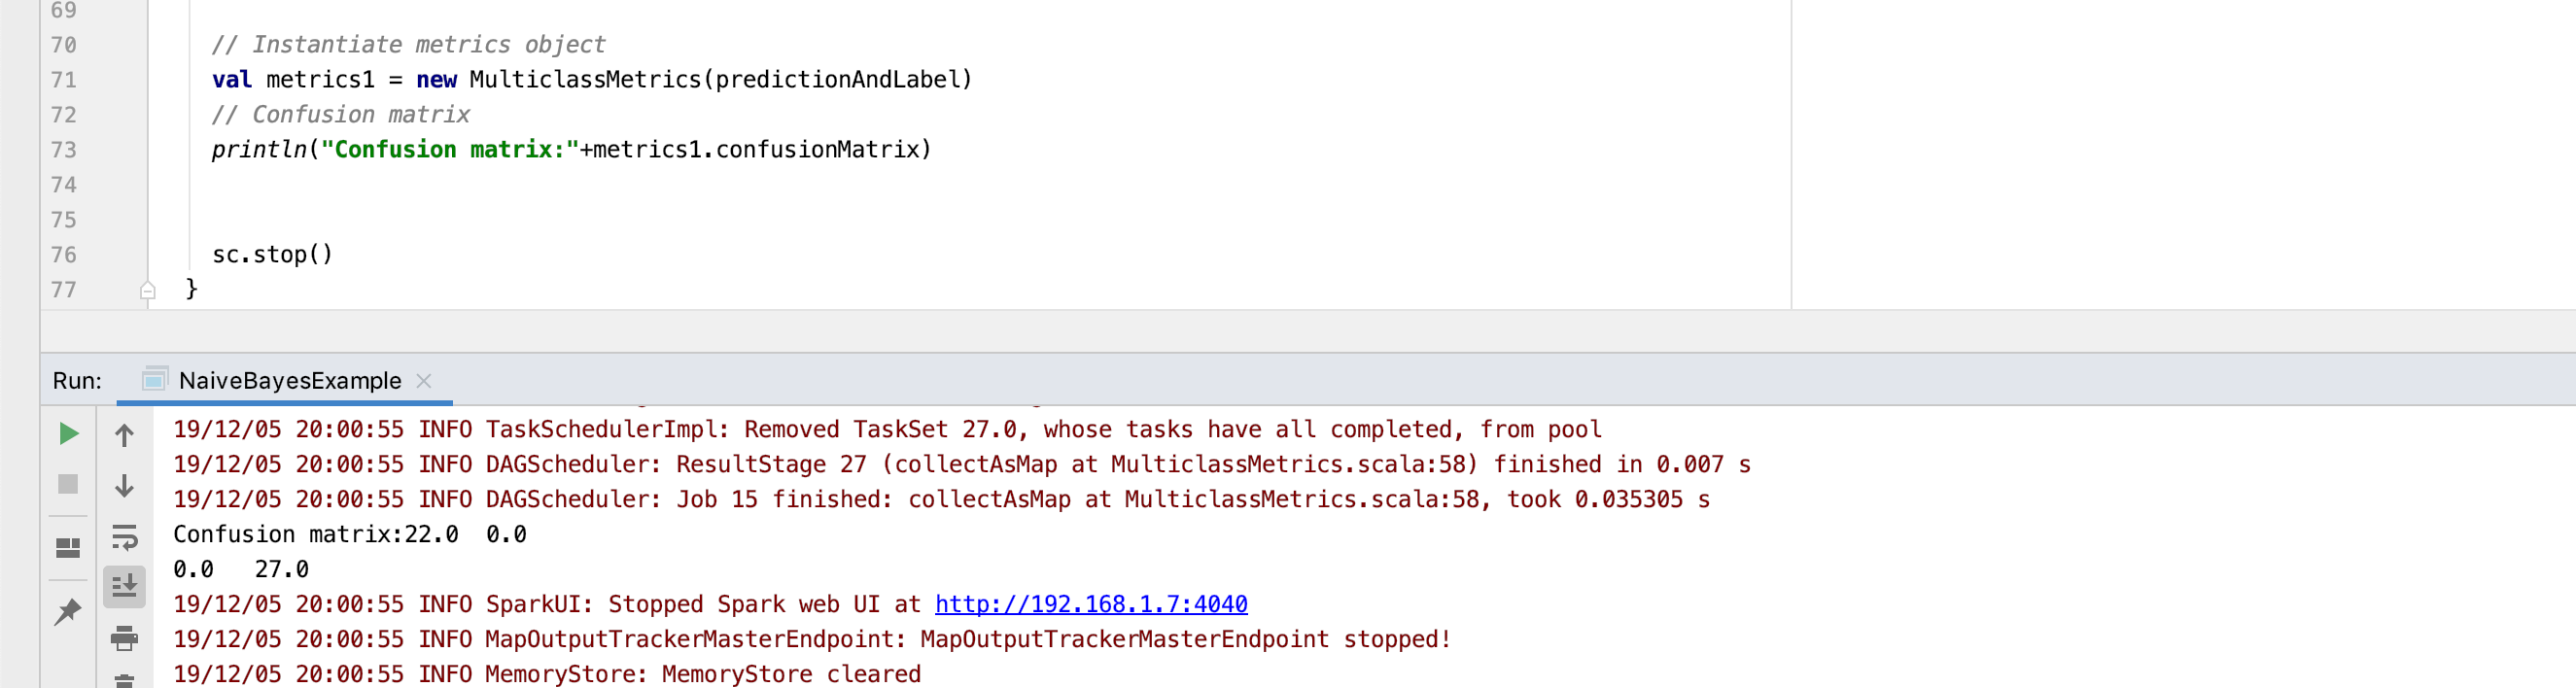 69
70 // Instantiate metrics object
71 val metrics1 = new MulticlassMetrics(predictionAndLabel)
72 // Confusion matrix
73 println("Confusion matrix:"+metrics1.confusionMatrix)
74
75
76 sc.stop()
77 }
Run: NaiveBayesExample
19/12/05 20:00:55 INFO TaskSchedulerImpl: Removed TaskSet 27.0, whose tasks have all completed, from pool
19/12/05 20:00:55 INFO DAGScheduler: ResultStage 27 (collectAsMap at MulticlassMetrics.scala:58) finished in 0.007 s
19/12/05 20:00:55 INFO DAGScheduler: Job 15 finished: collectAsMap at MulticlassMetrics.scala:58, took 0.035305 s
Confusion matrix:22.0  0.0
0.0   27.0
19/12/05 20:00:55 INFO SparkUI: Stopped Spark web UI at http://192.168.1.7:4040
19/12/05 20:00:55 INFO MapOutputTrackerMasterEndpoint: MapOutputTrackerMasterEndpoint stopped!
19/12/05 20:00:55 INFO MemoryStore: MemoryStore cleared